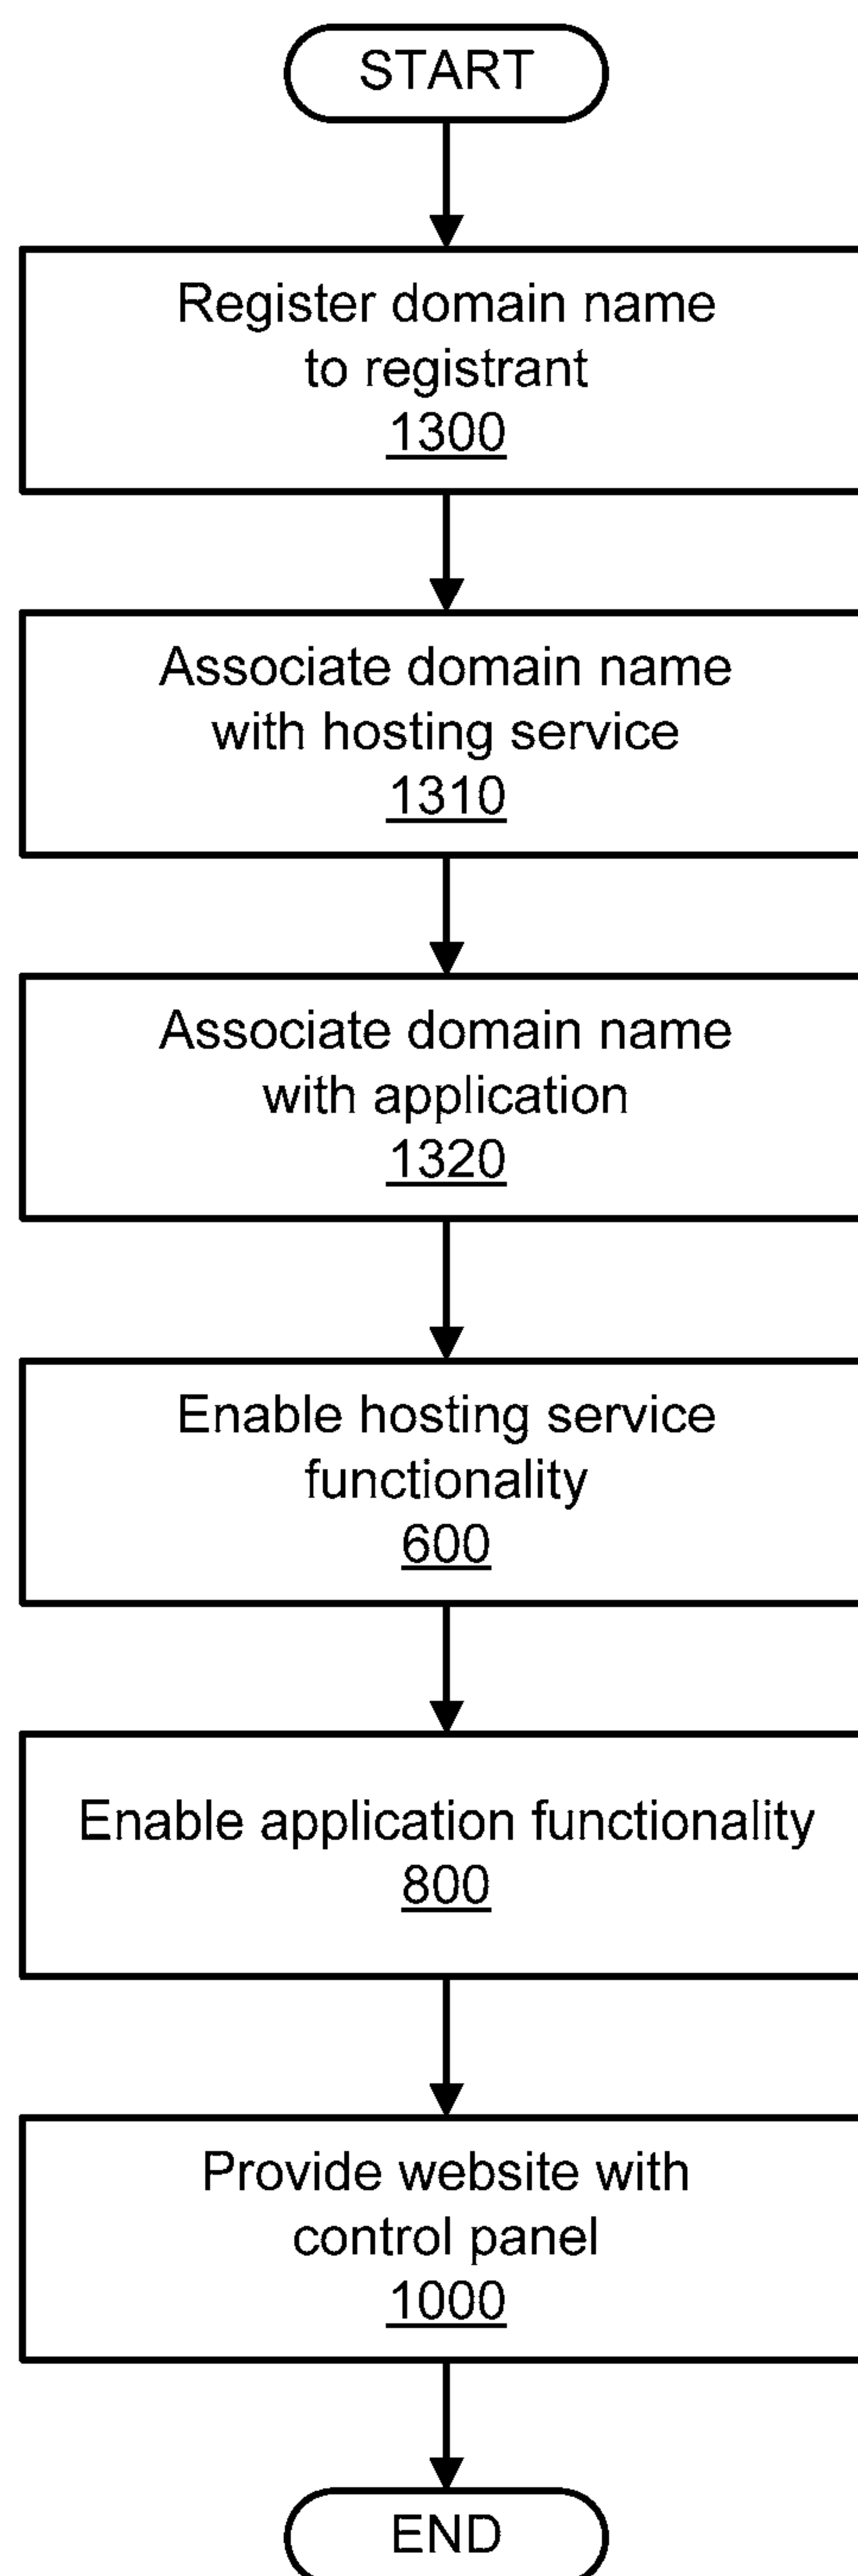 START
Register domain name
to registrant
1300
Associate domain name
with hosting service
1310
Associate domain name
with application
1320
Enable hosting service
functionality
600
Enable application functionality
800
Provide website with
control panel
1000
END